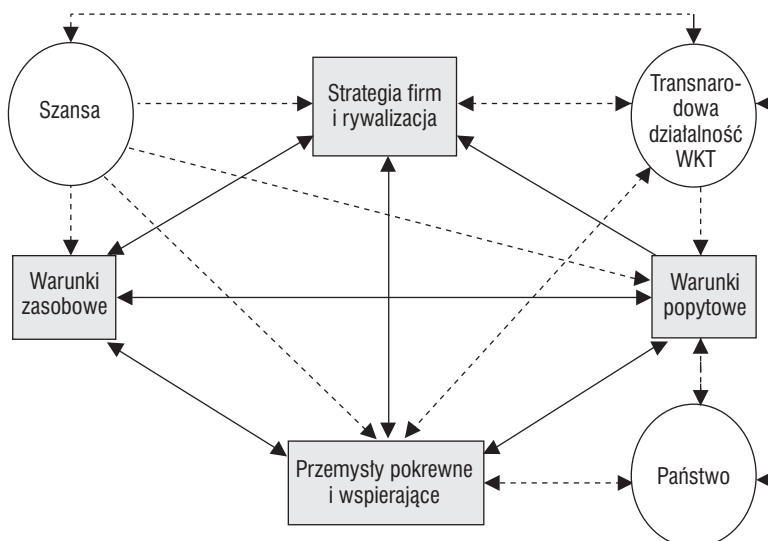 Szansa
Strategia firm
i rywalizacja
Transnaro-
dowa
działalność
WKT
Warunki
zasobowe
Warunki
popytowe
Przemysły pokrewne
i wspierające
Państwo